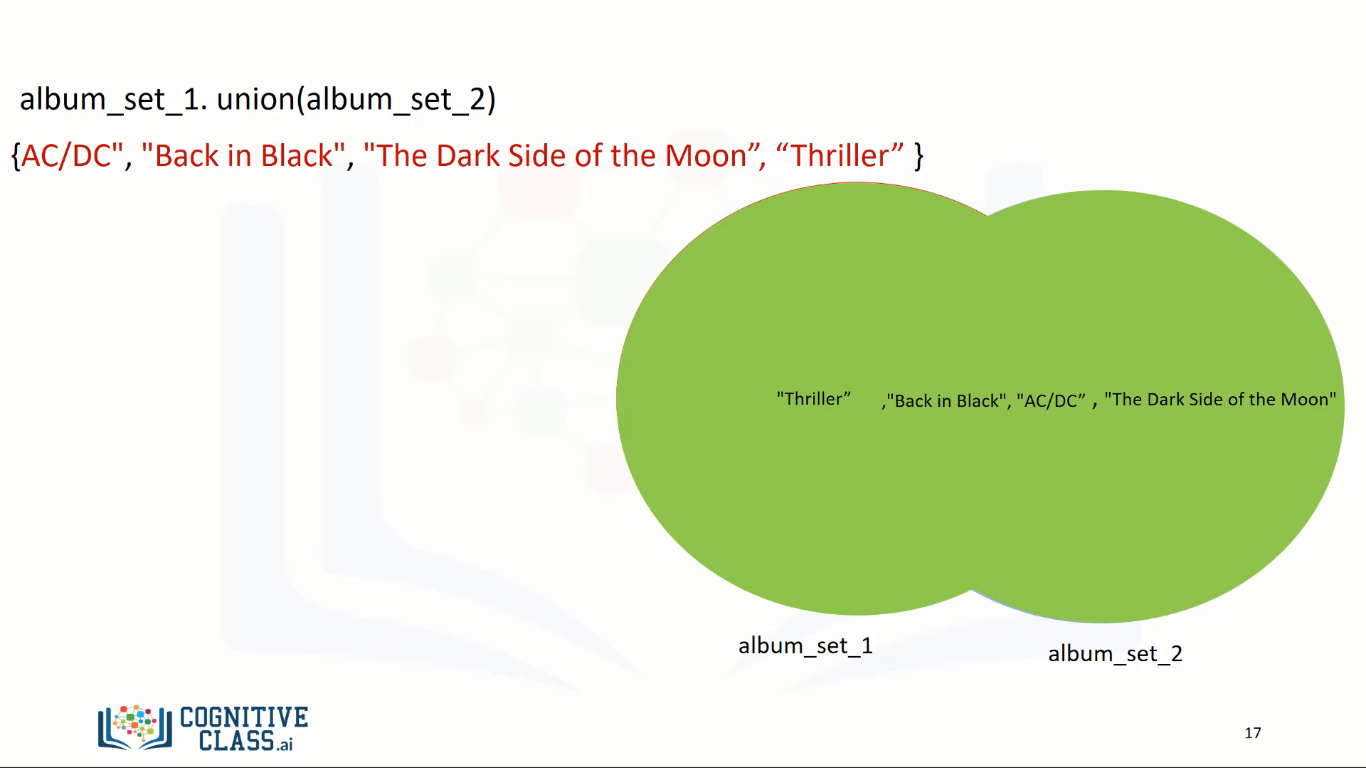 album_set_1. union(album_set_2)
{AC/DC", "Back in Black", "The Dark Side of the Moon”, “Thriller” }
"Thriller” ,"Back in Black", "AC/DC” , "The Dark Side of the Moon"
album_set_1
album_set_2
COGNITIVE
CLASS.ai
17